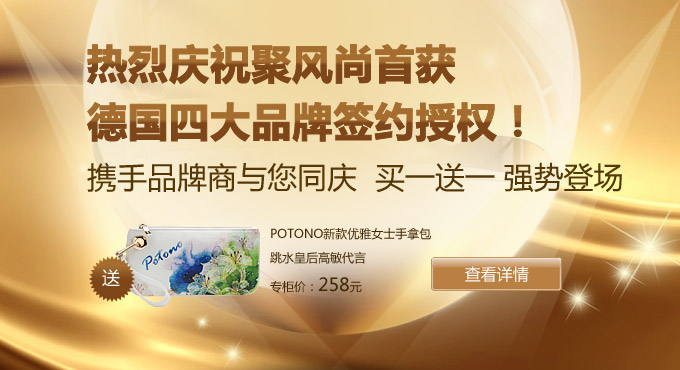 热烈庆祝聚风尚首获
德国四大品牌签约授权！
携手品牌商与您同庆 买一送一 强势登场
送
Potono
POTONO新款优雅女士手拿包
跳水皇后高敏代言
专柜价：258元
查看详情